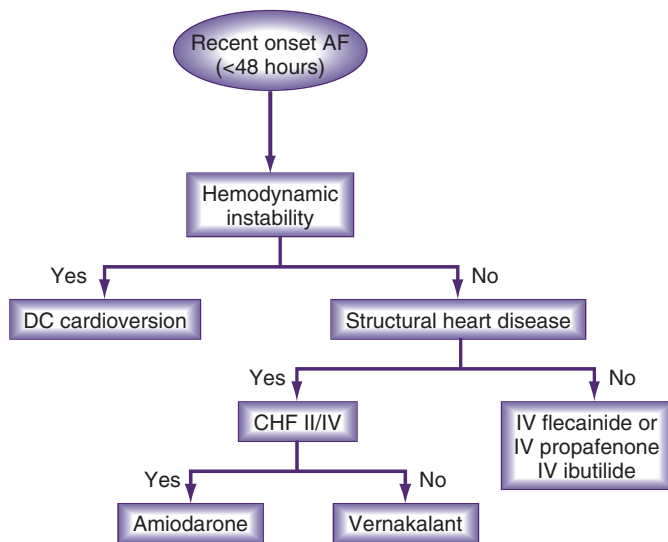 Recent onset AF
(<48 hours)
Hemodynamic
instability
Yes
No
DC cardioversion
Structural heart disease
Yes
No
CHF II/IV
IV flecainide or
IV propafenone
IV ibutilide
Yes
No
Amiodarone
Vernakalant